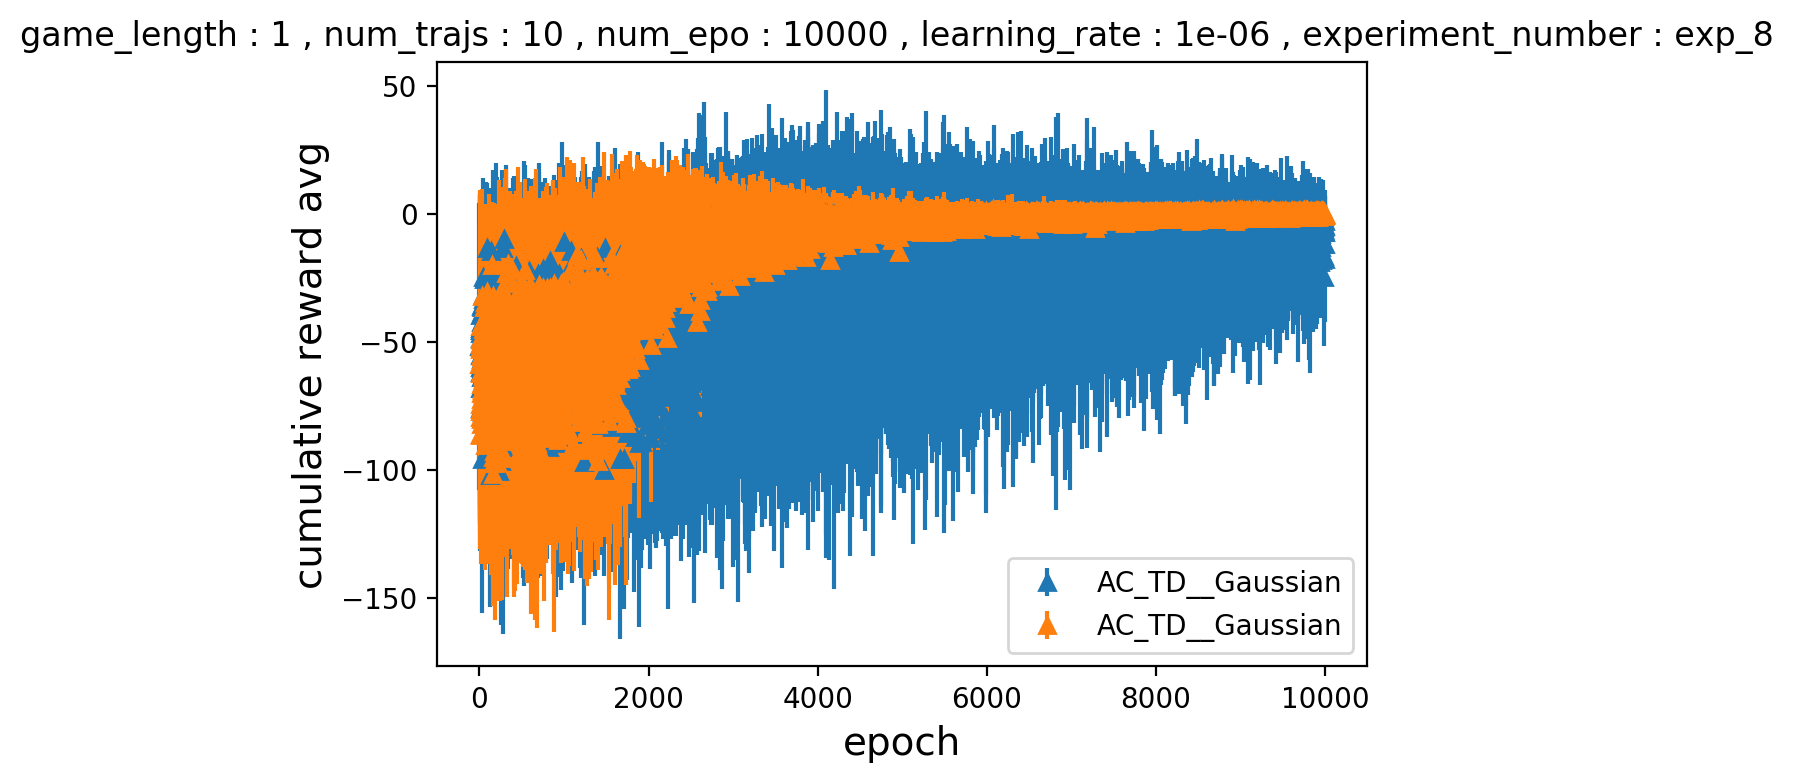 game_length : 1 , num_trajs : 10 , num_epo : 10000 , learning_rate : 1e-06 , experiment_number : exp_8
50
0
−50
−100
−150
cumulative reward avg
AC_TD__Gaussian
AC_TD__Gaussian
0 2000 4000 6000 8000 10000
epoch